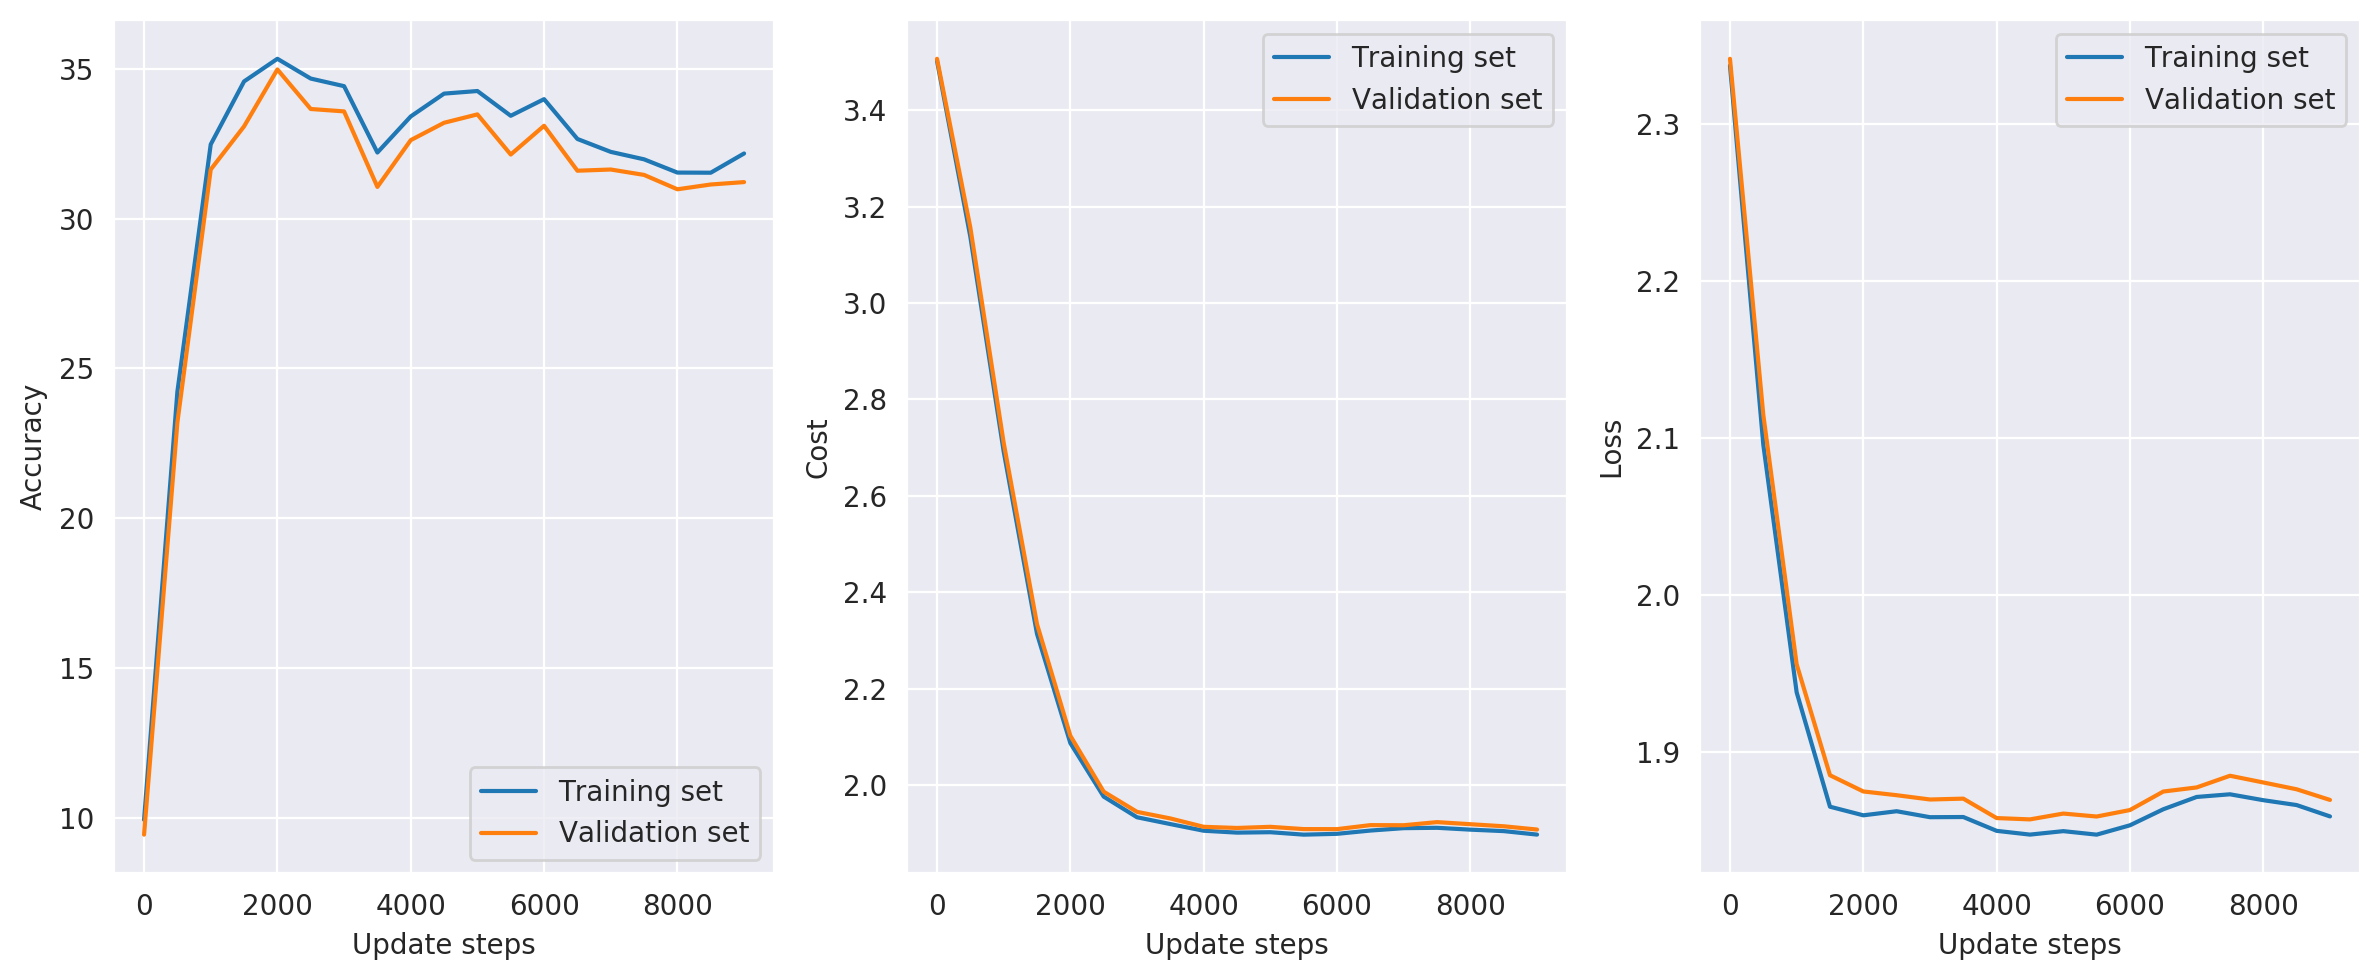 Accuracy
35
30
25
20
15
10
0 2000 4000 6000 8000
Update steps
Training set
Validation set
Cost
3.4
3.2
3.0
2.8
2.6
2.4
2.2
2.0
0 2000 4000 6000 8000
Update steps
Training set
Validation set
Loss
2.3
2.2
2.1
2.0
1.9
0 2000 4000 6000 8000
Update steps
Training set
Validation set